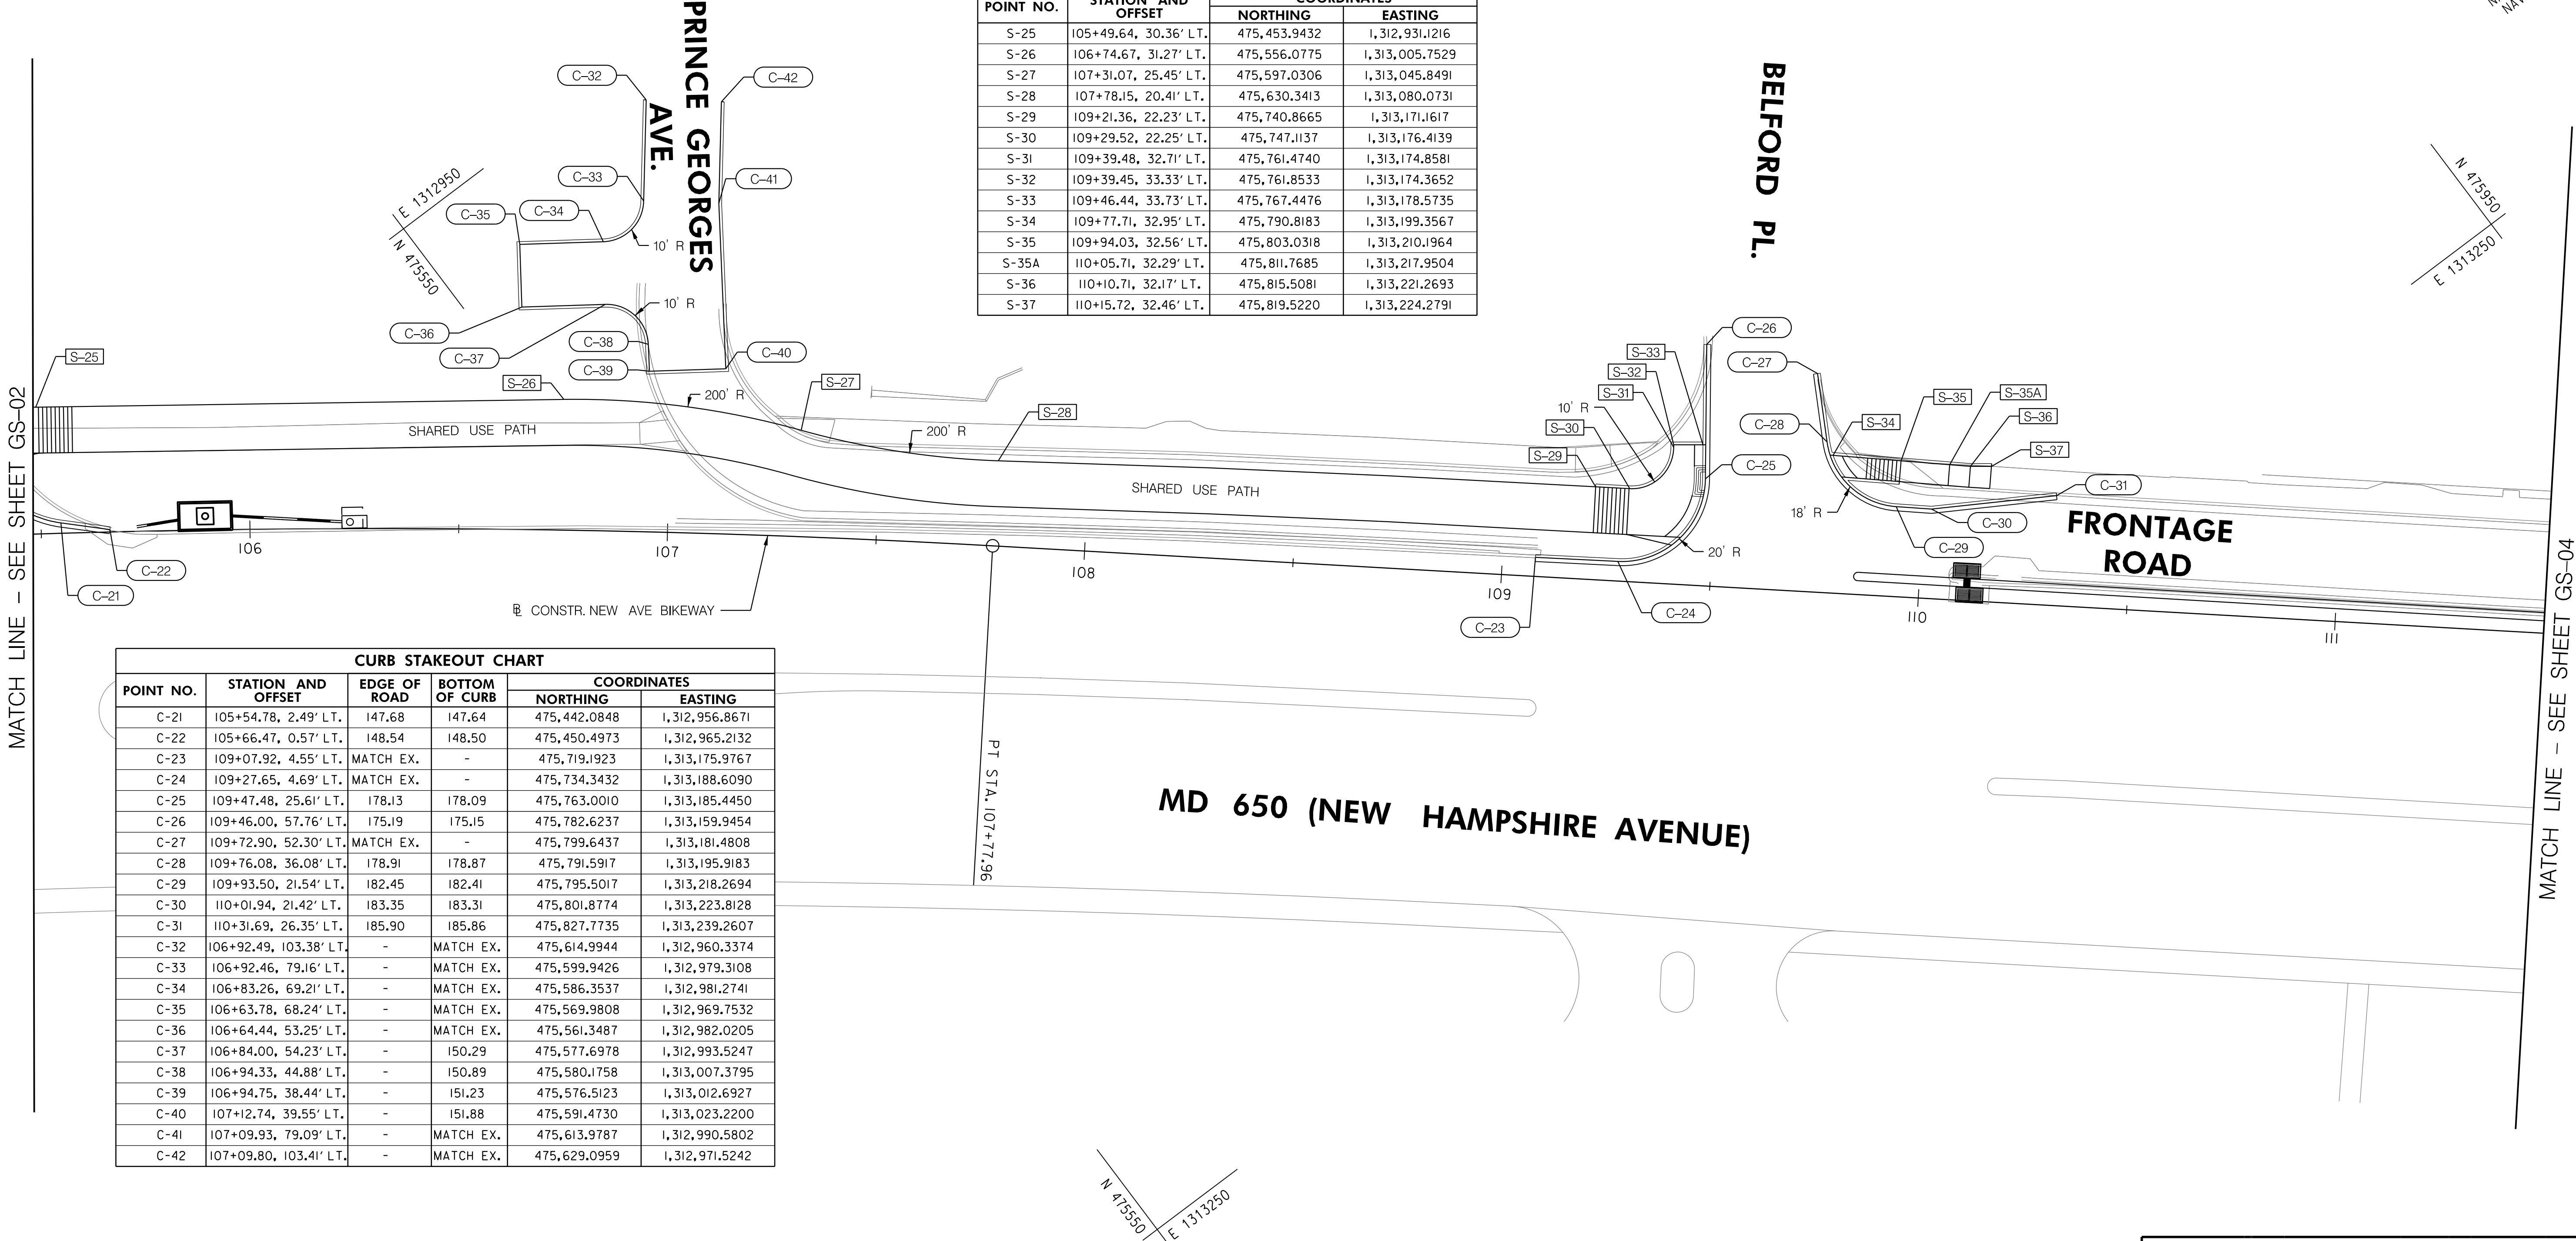 PRINCE GEORGES
AVE.
BELFORD PL.
POINT NO. STATION AND OFFSET COORDINATES
NORTHING EASTING
S-25 105+49.64, 30.36' LT. 475,453.9432 1,312,931.1216
S-26 106+74.67, 31.27' LT. 475,556.0775 1,313,005.7529
S-27 107+31.07, 25.45' LT. 475,597.0306 1,313,045.8491
S-28 107+78.15, 20.41' LT. 475,630.3413 1,313,080.0731
S-29 109+21.36, 22.23' LT. 475,740.8665 1,313,171.1617
S-30 109+29.52, 22.25' LT. 475,747.1137 1,313,176.4139
S-31 109+39.48, 32.71' LT. 475,761.4740 1,313,174.8581
S-32 109+39.45, 33.33' LT. 475,761.8533 1,313,174.3652
S-33 109+46.44, 33.73' LT. 475,767.4476 1,313,178.5735
S-34 109+77.71, 32.95' LT. 475,790.8183 1,313,199.3567
S-35 109+94.03, 32.56' LT. 475,803.0318 1,313,210.1964
S-35A 110+05.71, 32.29' LT. 475,811.7685 1,313,217.9504
S-36 110+10.71, 32.17' LT. 475,815.5081 1,313,221.2693
S-37 110+15.72, 32.46' LT. 475,819.5220 1,313,224.2791
C-32
C-42
C-33
C-41
C-35
C-34
10' R
E 1312950
N 475550
10' R
C-36
C-37
C-38
C-39
C-40
S-25
S-26
200' R
S-27
200' R
S-28
SHARED USE PATH
SHARED USE PATH
N 475950
E 1313250
C-26
C-27
S-33
S-32
S-31
10' R
S-30
S-29
C-28
C-25
S-34
S-35
S-35A
S-36
S-37
C-31
C-30
C-29
18' R
20' R
C-24
C-23
FRONTAGE
ROAD
C-22
C-21
106
107
108
109
110
111
BL CONSTR. NEW AVE BIKEWAY
PT STA. 107+77.96
MATCH LINE - SEE SHEET GS-02
MATCH LINE - SEE SHEET GS-04
MD 650 (NEW HAMPSHIRE AVENUE)
CURB STAKEOUT CHART
POINT NO. STATION AND OFFSET EDGE OF ROAD BOTTOM OF CURB COORDINATES
NORTHING EASTING
C-21 105+54.78, 2.49' LT. 147.68 147.64 475,442.0848 1,312,956.8671
C-22 105+66.47, 0.57' LT. 148.54 148.50 475,450.4973 1,312,965.2132
C-23 109+07.92, 4.55' LT. MATCH EX. - 475,719.1923 1,313,175.9767
C-24 109+27.65, 4.69' LT. MATCH EX. - 475,734.3432 1,313,188.6090
C-25 109+47.48, 25.61' LT. 178.13 178.09 475,763.0010 1,313,185.4450
C-26 109+46.00, 57.76' LT. 175.19 175.15 475,782.6237 1,313,159.9454
C-27 109+72.90, 52.30' LT. MATCH EX. - 475,799.6437 1,313,181.4808
C-28 109+76.08, 36.08' LT. 178.91 178.87 475,791.5917 1,313,195.9183
C-29 109+93.50, 21.54' LT. 182.45 182.41 475,795.5017 1,313,218.2694
C-30 110+01.94, 21.42' LT. 183.35 183.31 475,801.8774 1,313,223.8128
C-31 110+31.69, 26.35' LT. 185.90 185.86 475,827.7735 1,313,239.2607
C-32 106+92.49, 103.38' LT. - MATCH EX. 475,614.9944 1,312,960.3374
C-33 106+92.46, 79.16' LT. - MATCH EX. 475,599.9426 1,312,979.3108
C-34 106+83.26, 69.21' LT. - MATCH EX. 475,586.3537 1,312,981.2741
C-35 106+63.78, 68.24' LT. - MATCH EX. 475,569.9808 1,312,969.7532
C-36 106+64.44, 53.25' LT. - MATCH EX. 475,561.3487 1,312,982.0205
C-37 106+84.00, 54.23' LT. - 150.29 475,577.6978 1,312,993.5247
C-38 106+94.33, 44.88' LT. - 150.89 475,580.1758 1,313,007.3795
C-39 106+94.75, 38.44' LT. - 151.23 475,576.5123 1,313,012.6927
C-40 107+12.74, 39.55' LT. - 151.88 475,591.4730 1,313,023.2200
C-41 107+09.93, 79.09' LT. - MATCH EX. 475,613.9787 1,312,990.5802
C-42 107+09.80, 103.41' LT. - MATCH EX. 475,629.0959 1,312,971.5242
N 475550
E 1313250